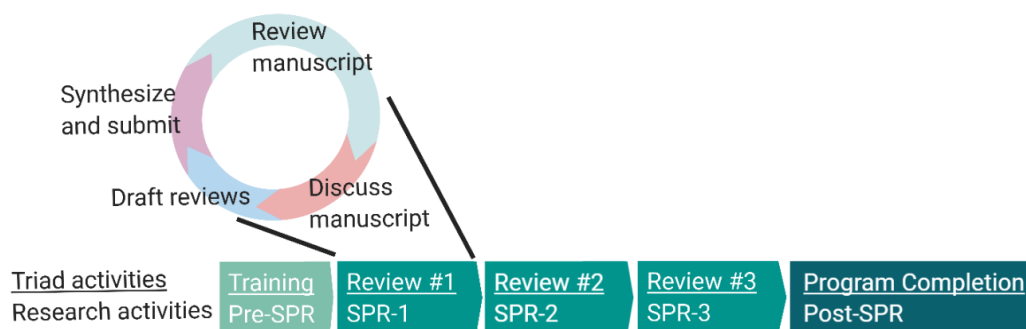 Review
manuscript
Synthesize
and submit
Draft reviews
Discuss
manuscript
Triad activities
Training
Review #1
Review #2
Review #3
Program Completion
Research activities
Pre-SPR
SPR-1
SPR-2
SPR-3
Post-SPR